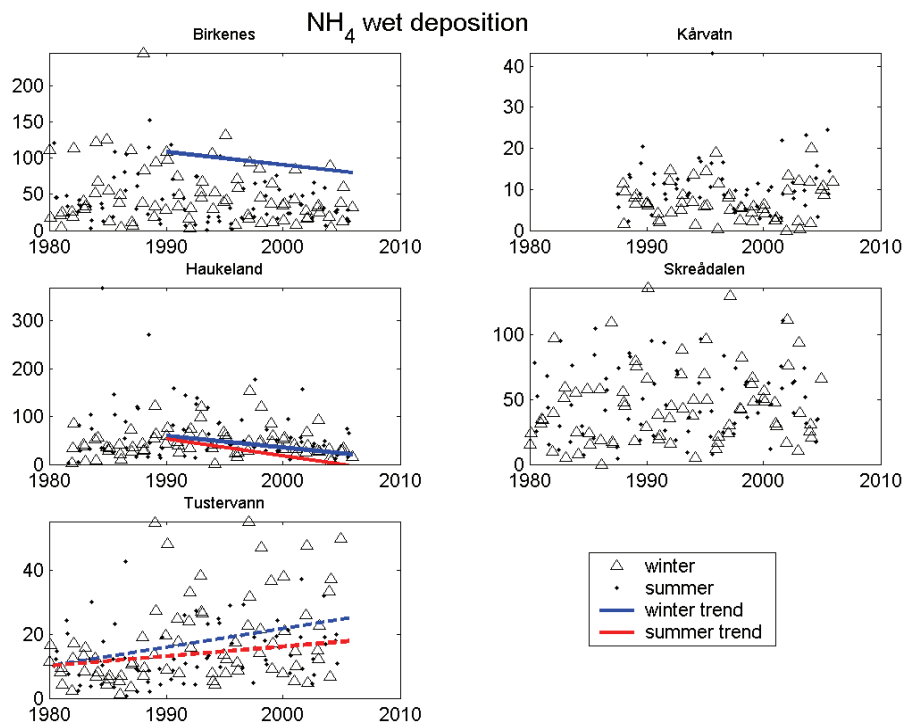 NH4 wet deposition
Birkenes
200
150
100
50
0
1980 1990 2000 2010
Kårvatn
40
30
20
10
0
1980 1990 2000 2010
Haukeland
300
200
100
0
1980 1990 2000 2010
Skreådalen
100
50
0
1980 1990 2000 2010
Tustervann
40
20
0
1980 1990 2000 2010
winter
summer
winter trend
summer trend